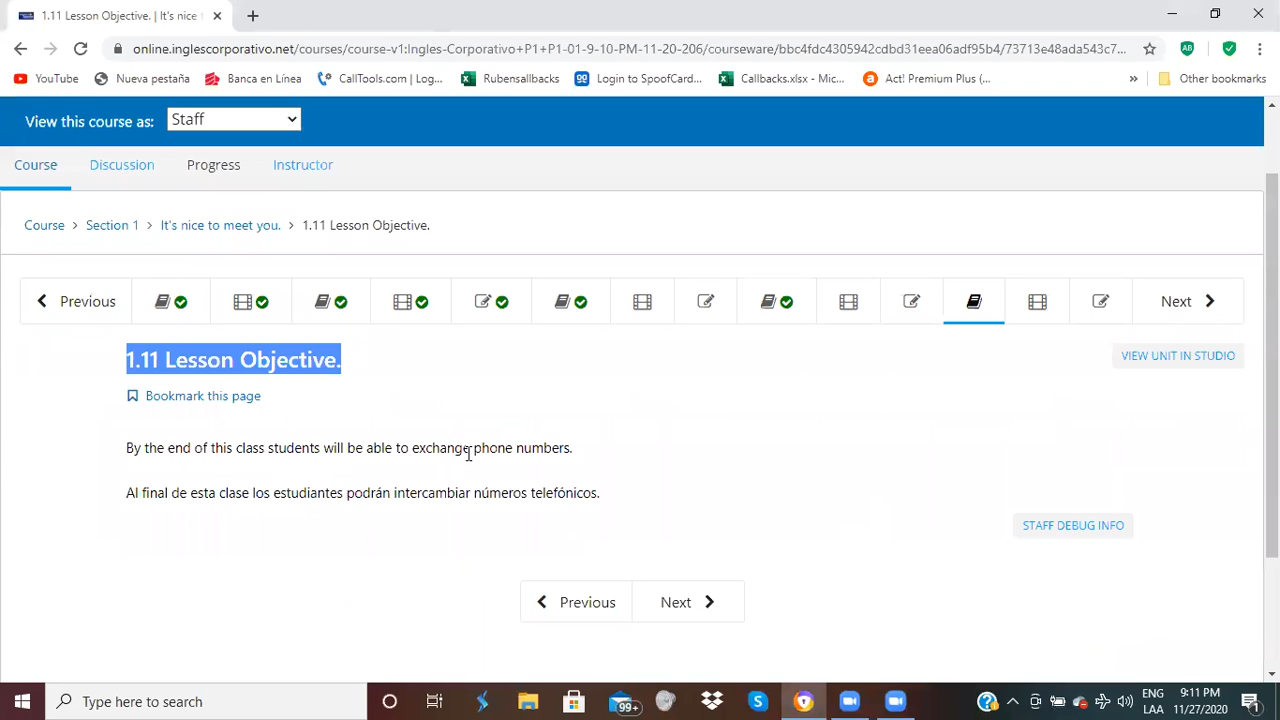 1.11 Lesson Objective. | It's nice t
online.inglescorporativo.net/courses/course-v1:Ingles-Corporativo+P1+P1-01-9-10-PM-11-20-206/courseware/bbc4fdc4305942cdbd31eea06adf95b4/73713e48ada543c7...
YouTube Nueva pestaña Banca en Línea CallTools.com | Log... Rubensallbacks Login to SpoofCard... Callbacks.xlsx - Mic... Act! Premium Plus (... » Other bookmarks
View this course as: Staff
Course Discussion Progress Instructor
Course > Section 1 > It's nice to meet you. > 1.11 Lesson Objective.
Previous Next
1.11 Lesson Objective.
VIEW UNIT IN STUDIO
Bookmark this page
By the end of this class students will be able to exchange phone numbers.
Al final de esta clase los estudiantes podrán intercambiar números telefónicos.
STAFF DEBUG INFO
Previous Next
Type here to search
99+
ENG
LAA
9:11 PM
11/27/2020
1